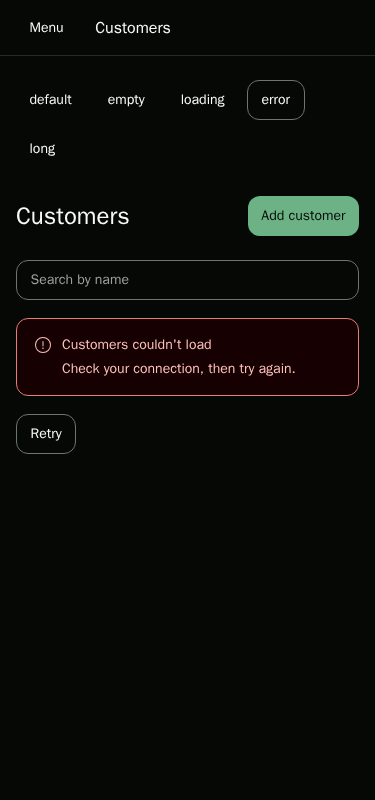 Menu Customers
default empty loading error
long
Customers Add customer
Search by name
Customers couldn't load
Check your connection, then try again.
Retry